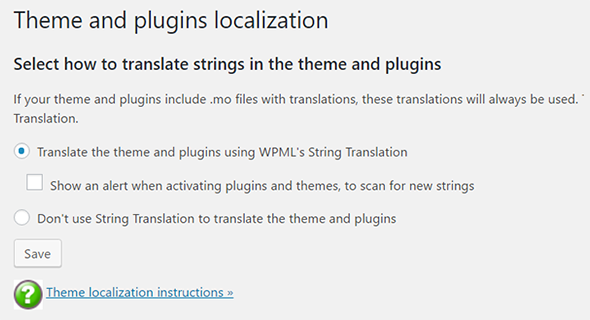 Theme and plugins localization
Select how to translate strings in the theme and plugins
If your theme and plugins include .mo files with translations, these translations will always be used.
Translation.
Translate the theme and plugins using WPML's String Translation
Show an alert when activating plugins and themes, to scan for new strings
Don't use String Translation to translate the theme and plugins
Save
?
Theme localization instructions »